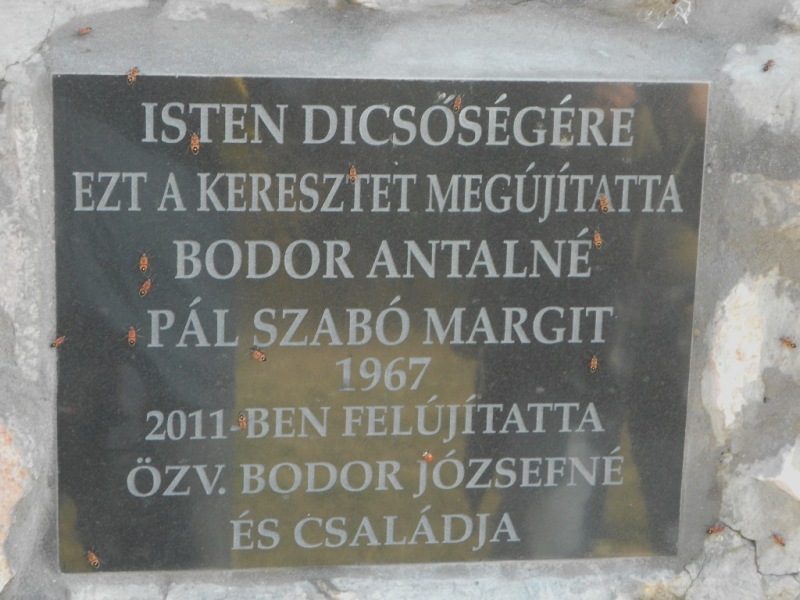 ISTEN DICSŐSÉGÉRE
EZT A KERESZTET MEGÚJÍTATTA
BODOR ANTALNÉ
PÁL SZABÓ MARGIT
1967
2011-BEN FELÚJÍTATTA
ÖZV. BODOR JÓZSEFNÉ
ÉS CSALÁDJA